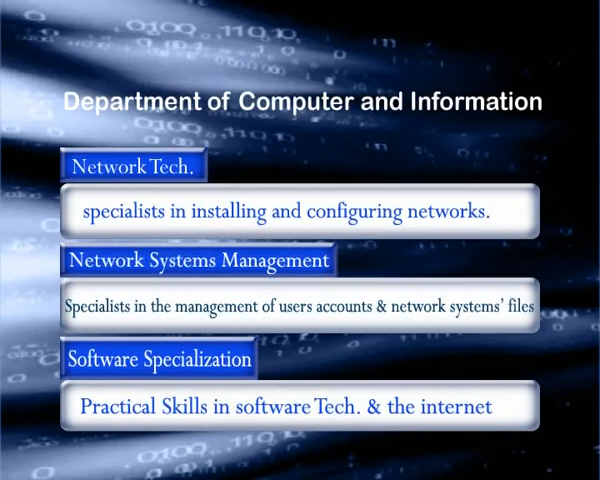 Department of Computer and Information
Network Tech.
specialists in installing and configuring networks.
Network Systems Management
Specialists in the management of users accounts & network systems' files
Software Specialization
Practical Skills in software Tech. & the internet